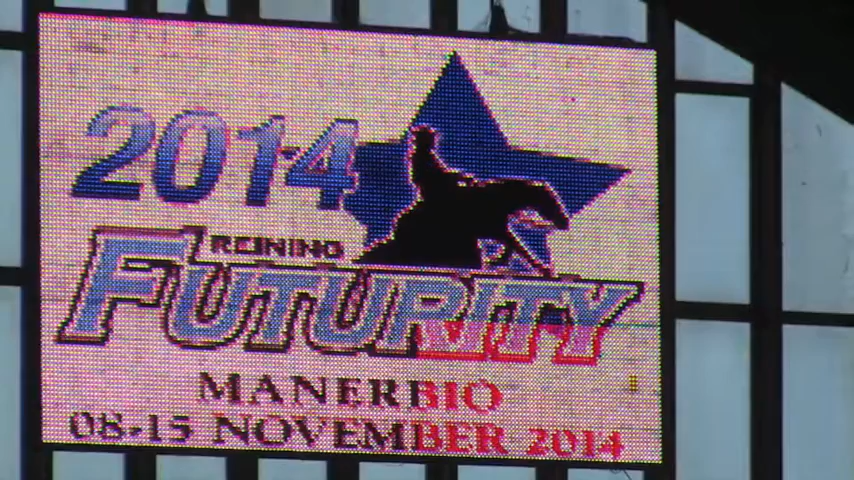 2014
REINING
FUTURITY
MANERBIO
08-15 NOVEMBER 2014